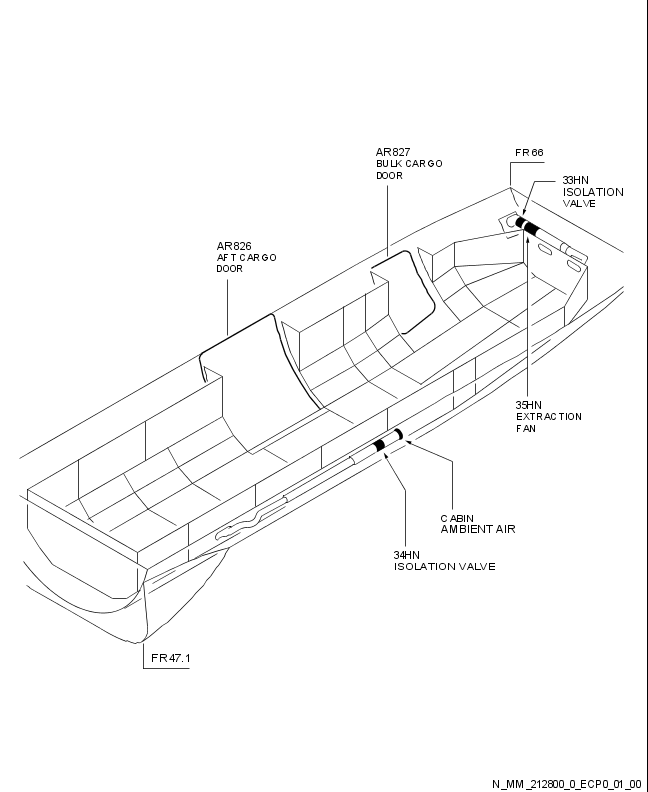 AR827
BULK CARGO
DOOR
FR66
33HN
ISOLATION
VALVE
AR826
AFT CARGO
DOOR
35HN
EXTRACTION
FAN
CABIN
AMBIENT AIR
34HN
ISOLATION VALVE
FR47.1
N_MM_212800_0_ECP0_01_00